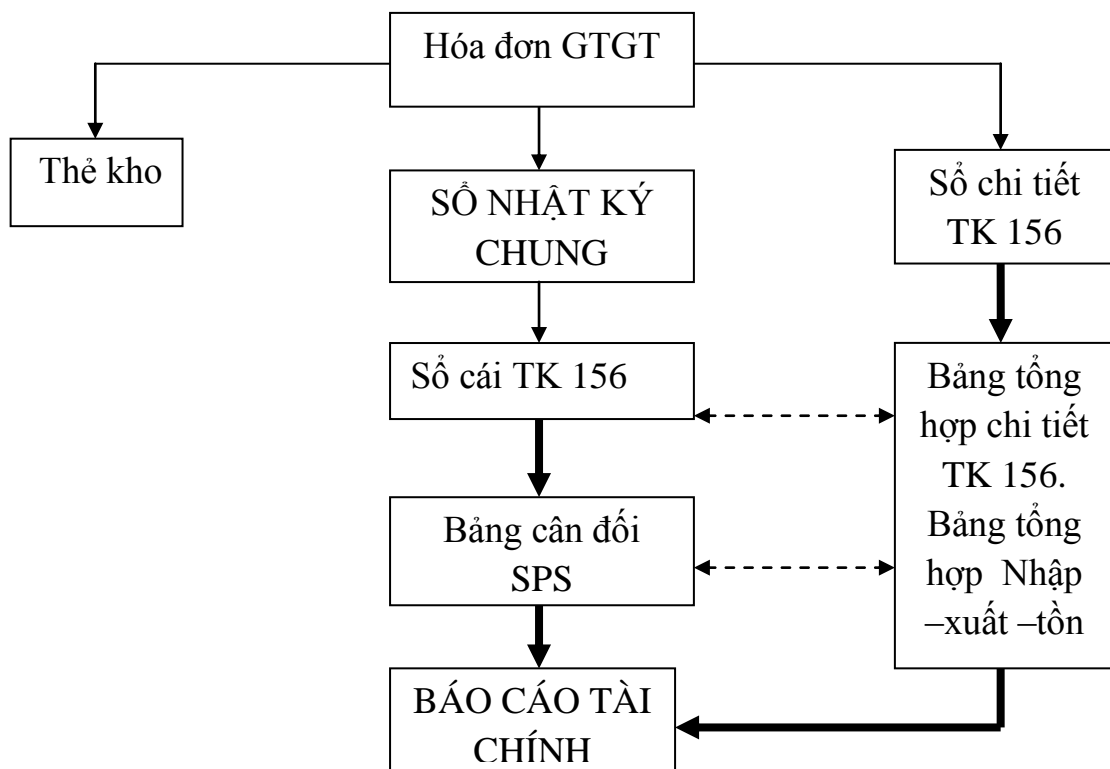 Hóa đơn GTGT
Thẻ kho
SỔ NHẬT KÝ
CHUNG
Sổ chi tiết
TK 156
Sổ cái TK 156
Bảng tổng
hợp chi tiết
TK 156.
Bảng tổng
hợp Nhập
–xuất –tồn
Bảng cân đối
SPS
BÁO CÁO TÀI
CHÍNH